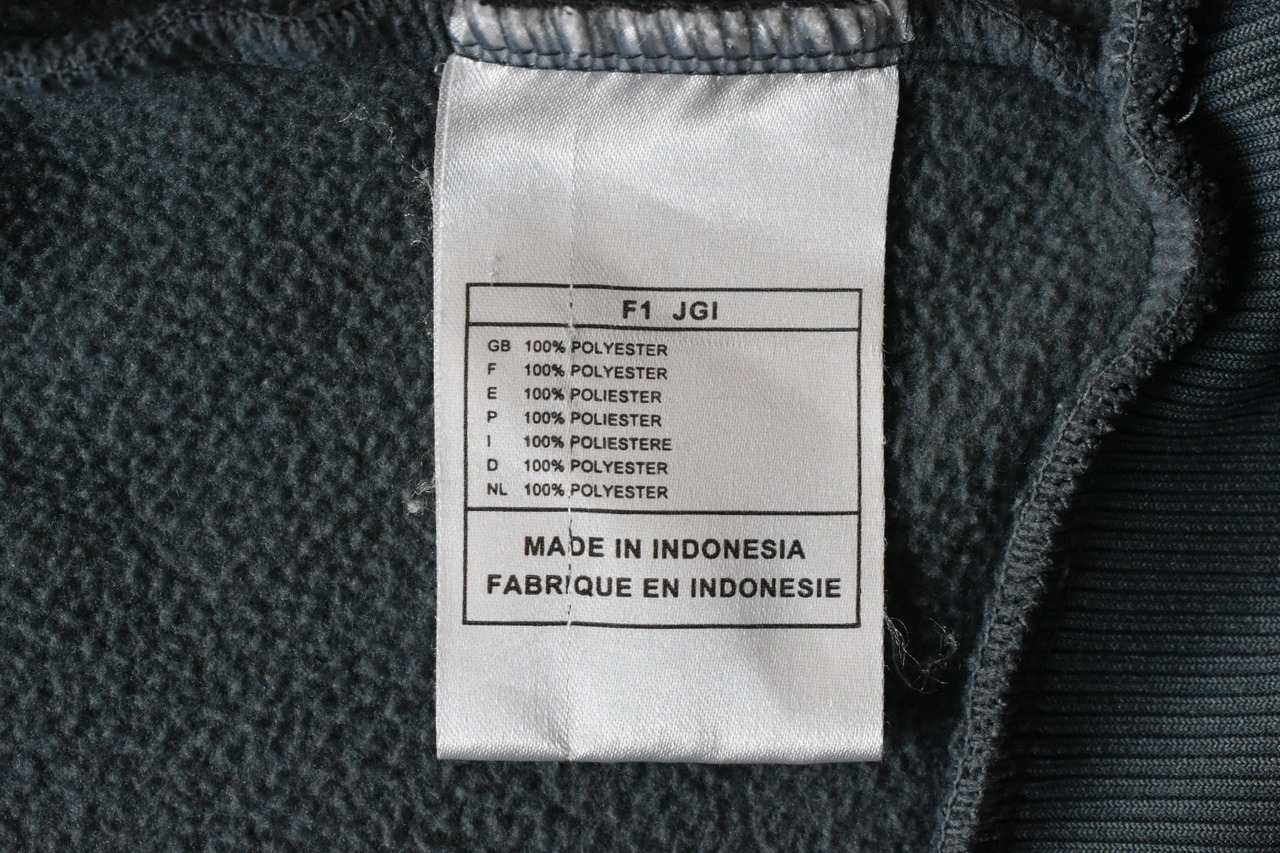 F1 JGI
GB 100% POLYESTER
F 100% POLYESTER
E 100% POLIESTER
P 100% POLIESTER
I 100% POLIESTERE
D 100% POLYESTER
NL 100% POLYESTER
MADE IN INDONESIA
FABRIQUE EN INDONESIE